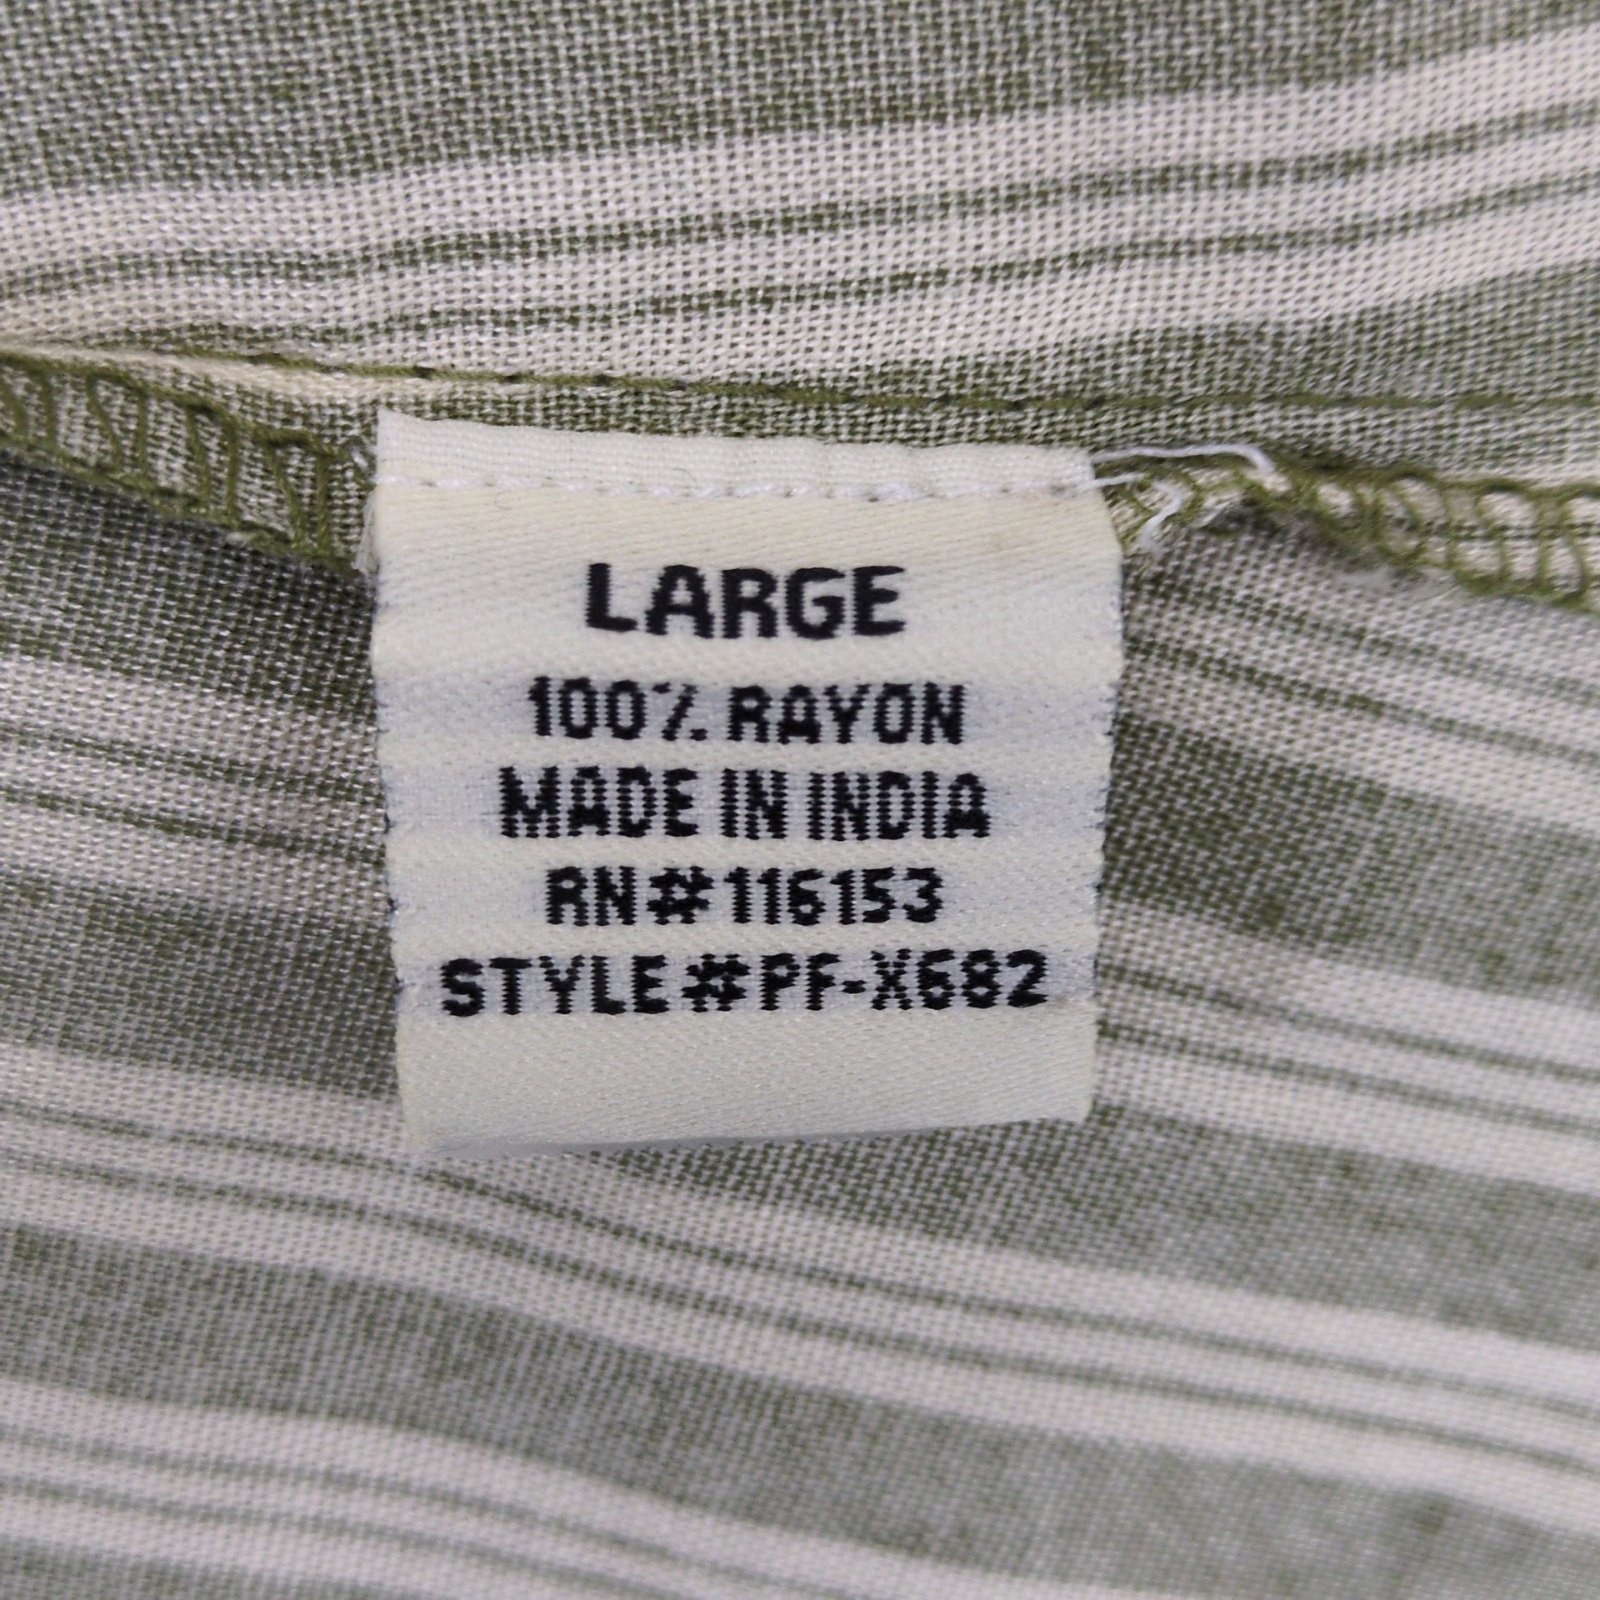 LARGE
100% RAYON
MADE IN INDIA
RN#116153
STYLE#PF-X682